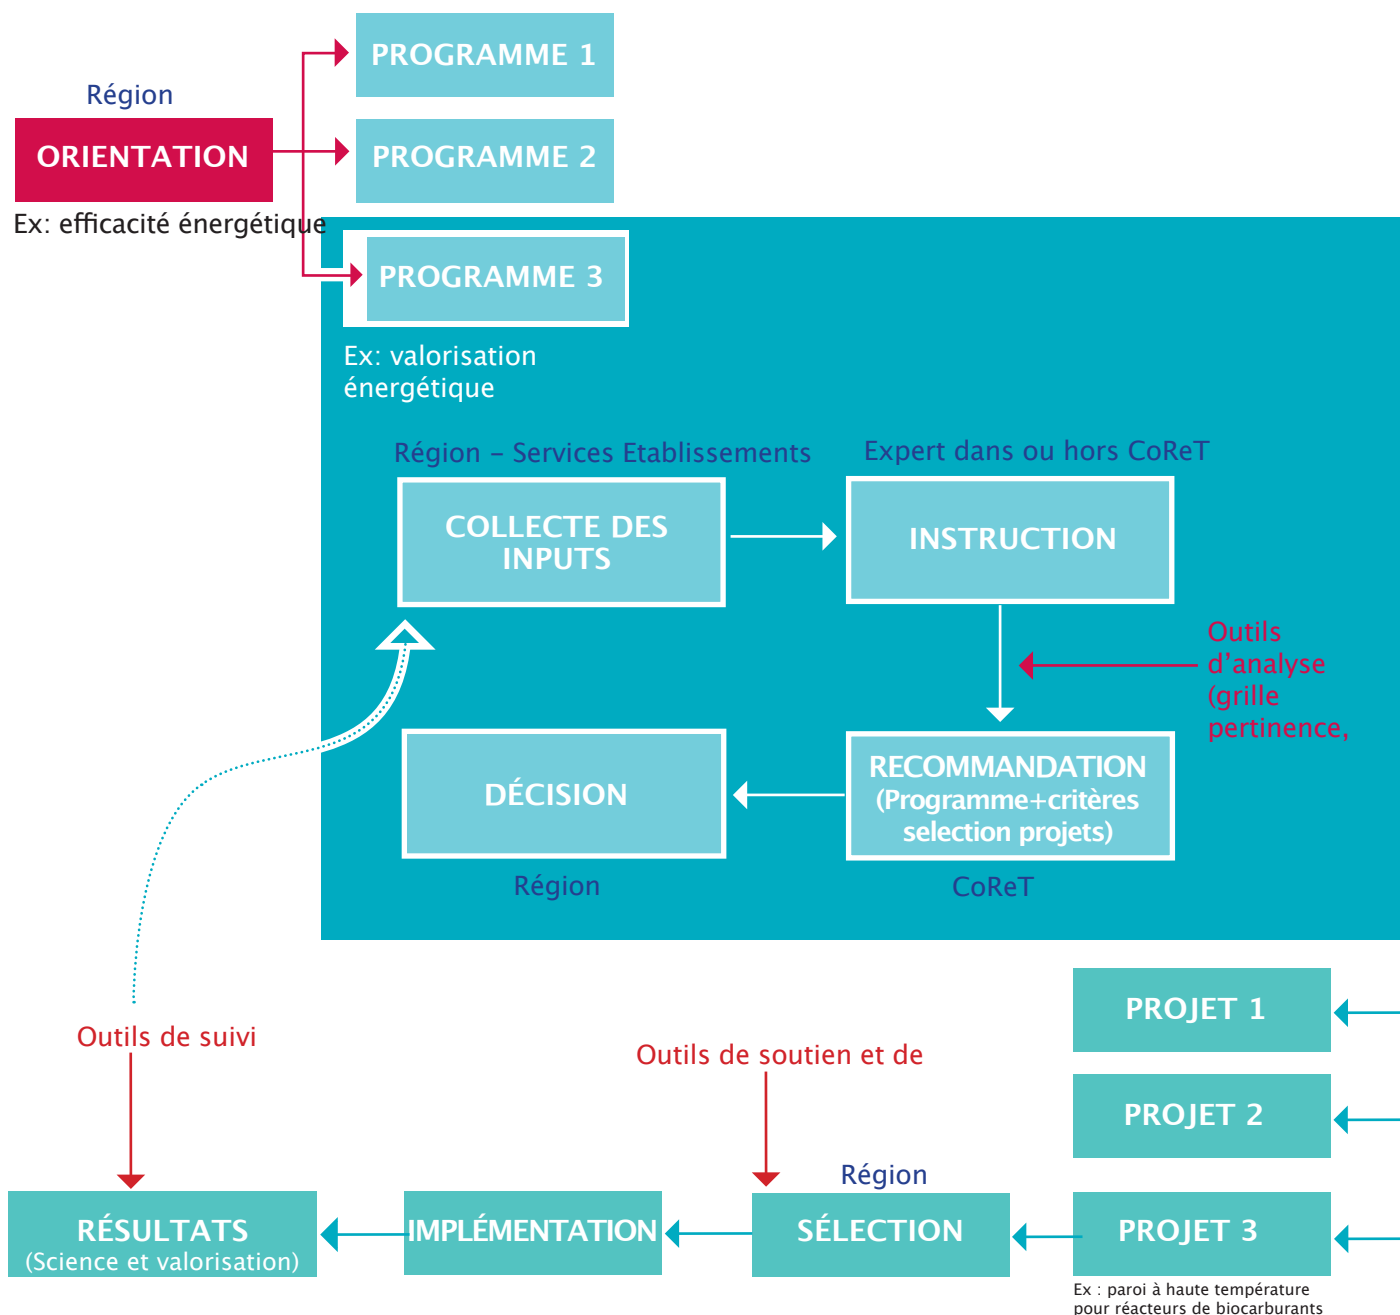 PROGRAMME 1
Région
ORIENTATION
PROGRAMME 2
Ex: efficacité énergétique
PROGRAMME 3
Ex: valorisation
énergétique
Région – Services Etablissements
Expert dans ou hors CoReT
COLLECTE DES
INPUTS
INSTRUCTION
Outils
d’analyse
(grille
pertinence,
DÉCISION
RECOMMANDATION
(Programme+critères
selection projets)
Région
CoReT
PROJET 1
Outils de suivi
Outils de soutien et de
PROJET 2
Région
RÉSULTATS
(Science et valorisation)
IMPLÉMENTATION
SÉLECTION
PROJET 3
Ex : paroi à haute température
pour réacteurs de biocarburants